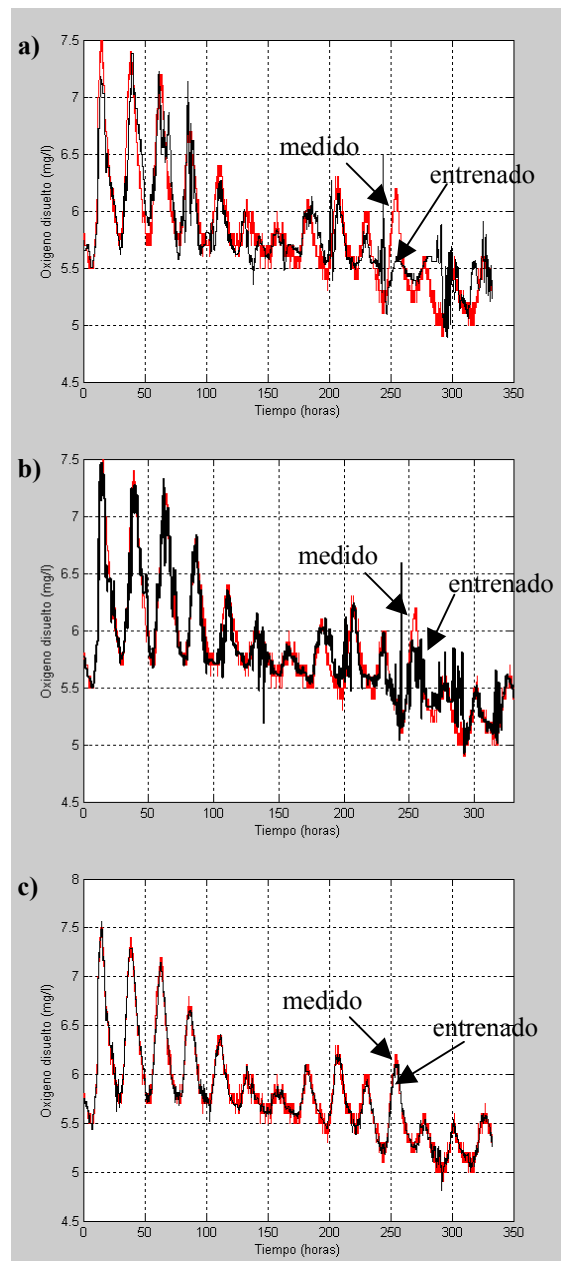 a)
7.5
7
6.5
6
5.5
5
4.5
Oxigeno disuelto (mg/l)
medido
entrenado
0 50 100 150 200 250 300 350
Tiempo (horas)
b)
7.5
7
6.5
6
5.5
5
4.5
Oxigeno disuelto (mg/l)
medido
entrenado
0 50 100 150 200 250 300
Tiempo (horas)
c)
8
7.5
7
6.5
6
5.5
5
4.5
Oxigeno disuelto (mg/l)
medido
entrenado
0 50 100 150 200 250 300 350
Tiempo (horas)